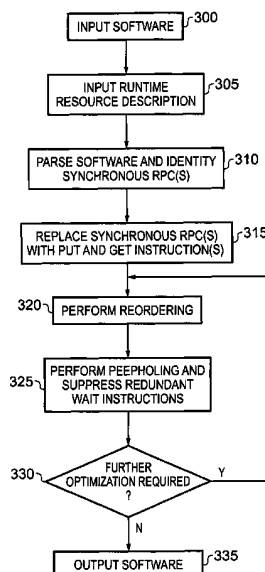 INPUT SOFTWARE
300
INPUT RUNTIME
RESOURCE DESCRIPTION
305
PARSE SOFTWARE AND IDENTITY
SYNCHRONOUS RPC(S)
310
REPLACE SYNCHRONOUS RPC(S)
WITH PUT AND GET INSTRUCTION(S)
315
320
PERFORM REORDERING
325
PERFORM PEEPHOLING AND
SUPPRESS REDUNDANT
WAIT INSTRUCTIONS
330
FURTHER
OPTIMIZATION REQUIRED
?
Y
N
OUTPUT SOFTWARE
335